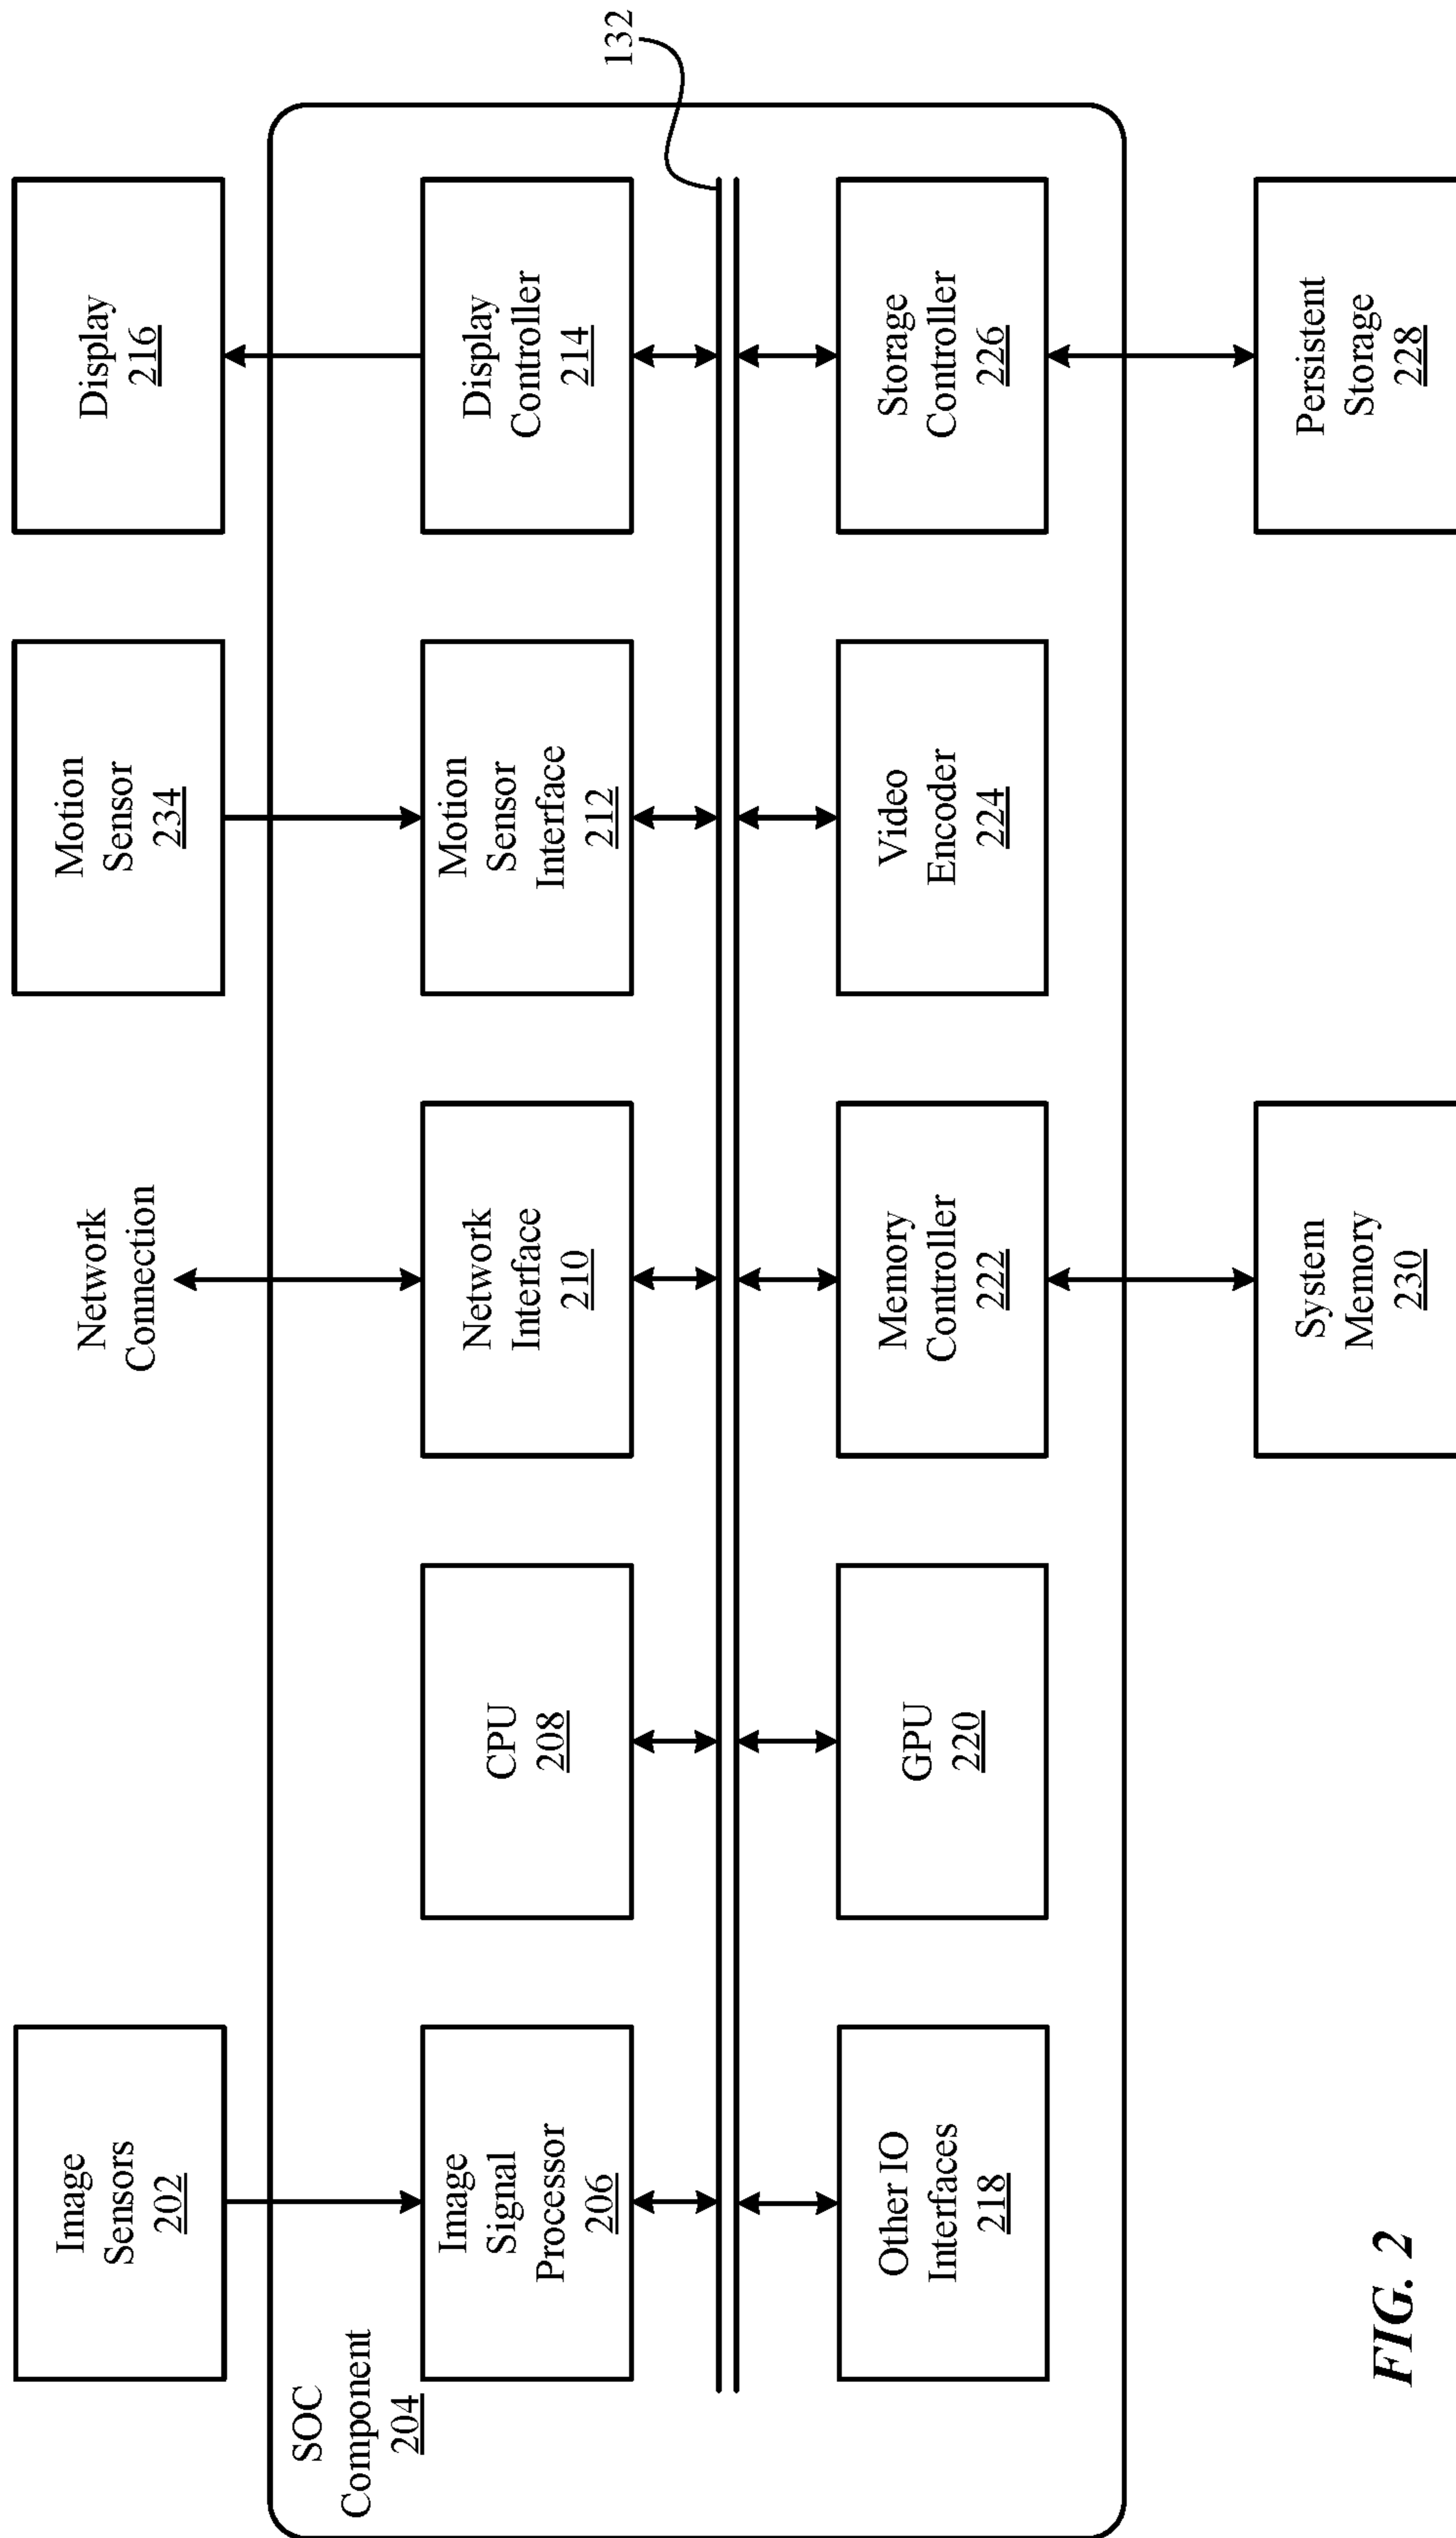 Image
Sensors
202
Network
Connection
Motion
Sensor
234
Display
216
SOC
Component
204
Image
Signal
Processor
206
CPU
208
Network
Interface
210
Motion
Sensor
Interface
212
Display
Controller
214
132
Other IO
Interfaces
218
GPU
220
Memory
Controller
222
Video
Encoder
224
Storage
Controller
226
System
Memory
230
Persistent
Storage
228
FIG. 2